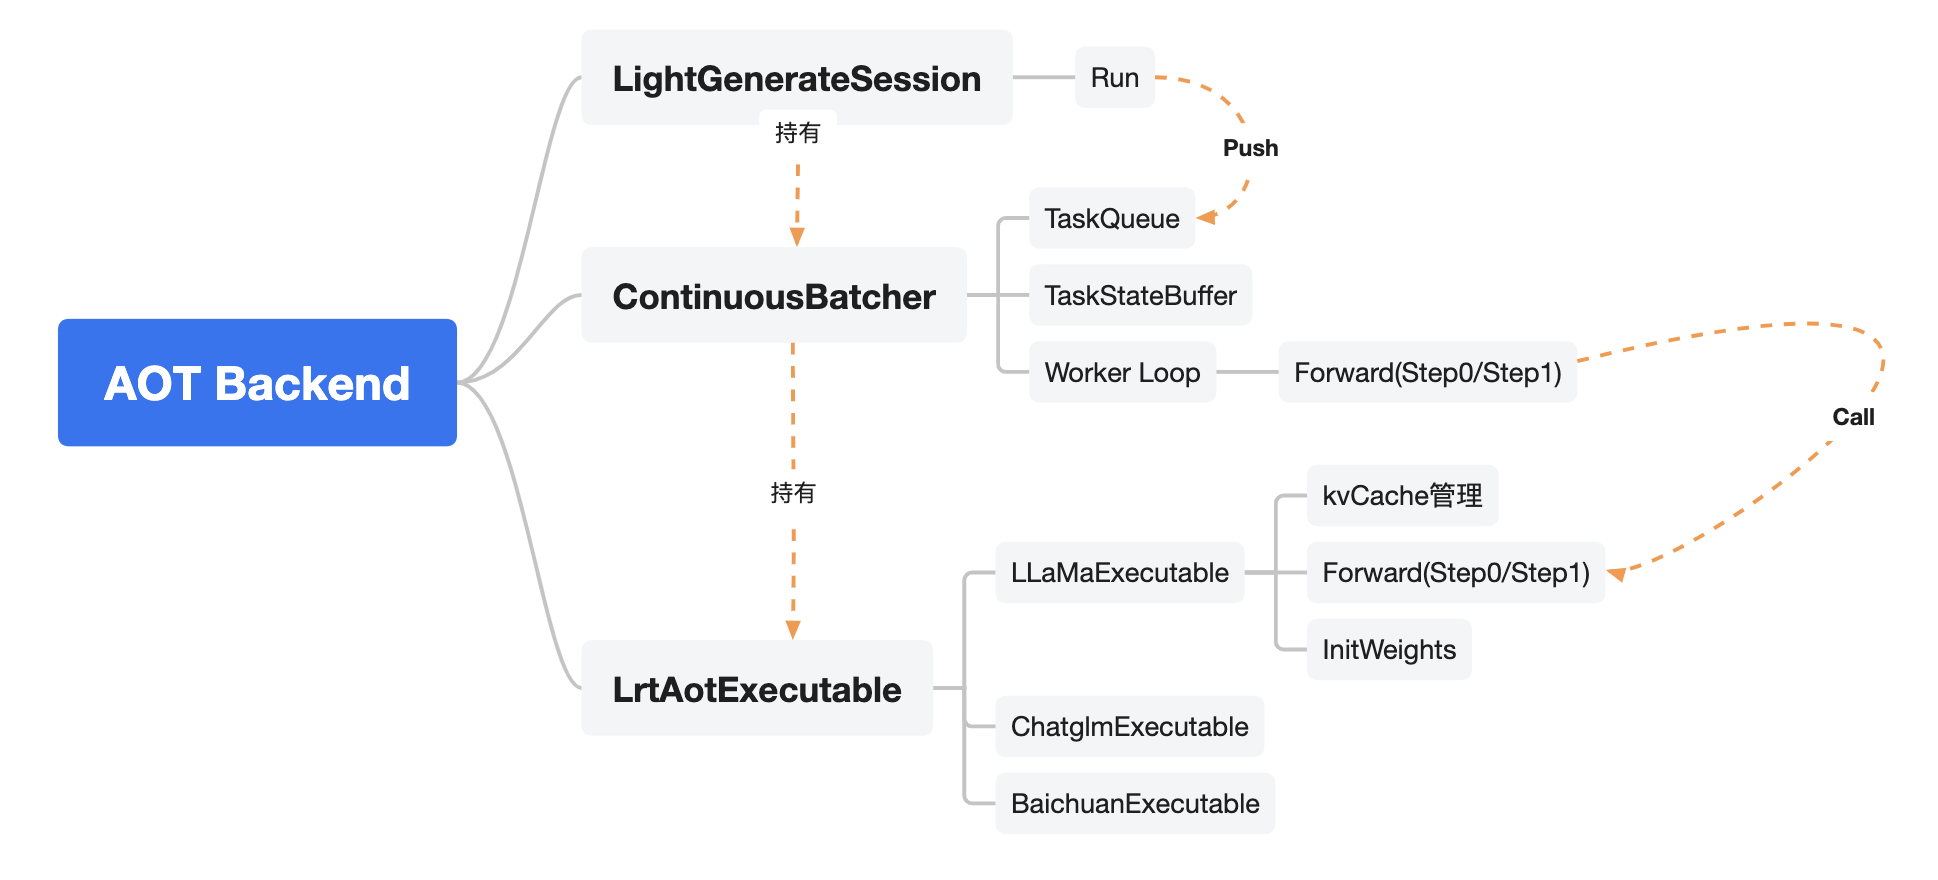 AOT Backend
LightGenerateSession
Run
持有
Push
ContinuousBatcher
TaskQueue
TaskStateBuffer
Worker Loop
Forward(Step0/Step1)
Call
持有
LrtAotExecutable
LLaMaExecutable
kvCache管理
Forward(Step0/Step1)
InitWeights
ChatglmExecutable
BaichuanExecutable